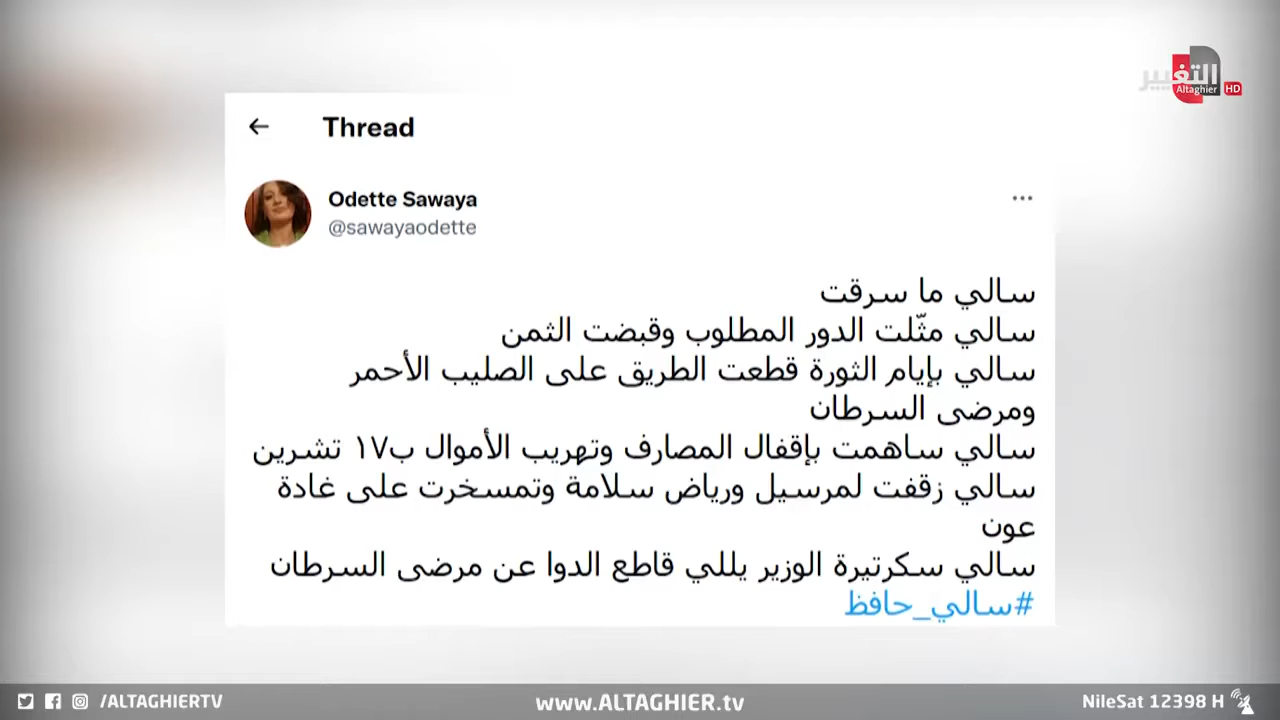 التغيير
Altaghier HD
← Thread
Odette Sawaya
@sawayaodette
سالي ما سرقت
سالي مثّلت الدور المطلوب وقبضت الثمن
سالي بإيام الثورة قطعت الطريق على الصليب الأحمر
ومرضى السرطان
سالي ساهمت بإقفال المصارف وتهريب الأموال ب١٧ تشرين
سالي زقفت لمرسيل ورياض سلامة وتمسخرت على غادة
عون
سالي سكرتيرة الوزير يللي قاطع الدوا عن مرضى السرطان
#سالي_حافظ
/ALTAGHIERTV
www.ALTAGHIER.tv
NileSat 12398 H